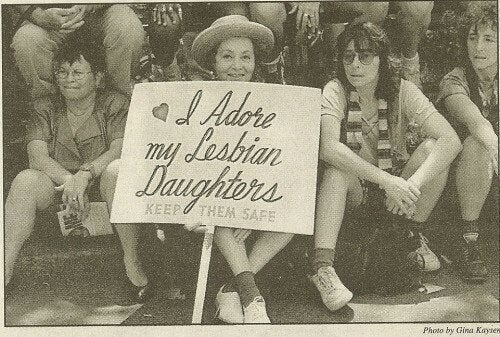 I Adore
my Lesbian
Daughters
KEEP THEM SAFE
Photo by Gina Kaysen